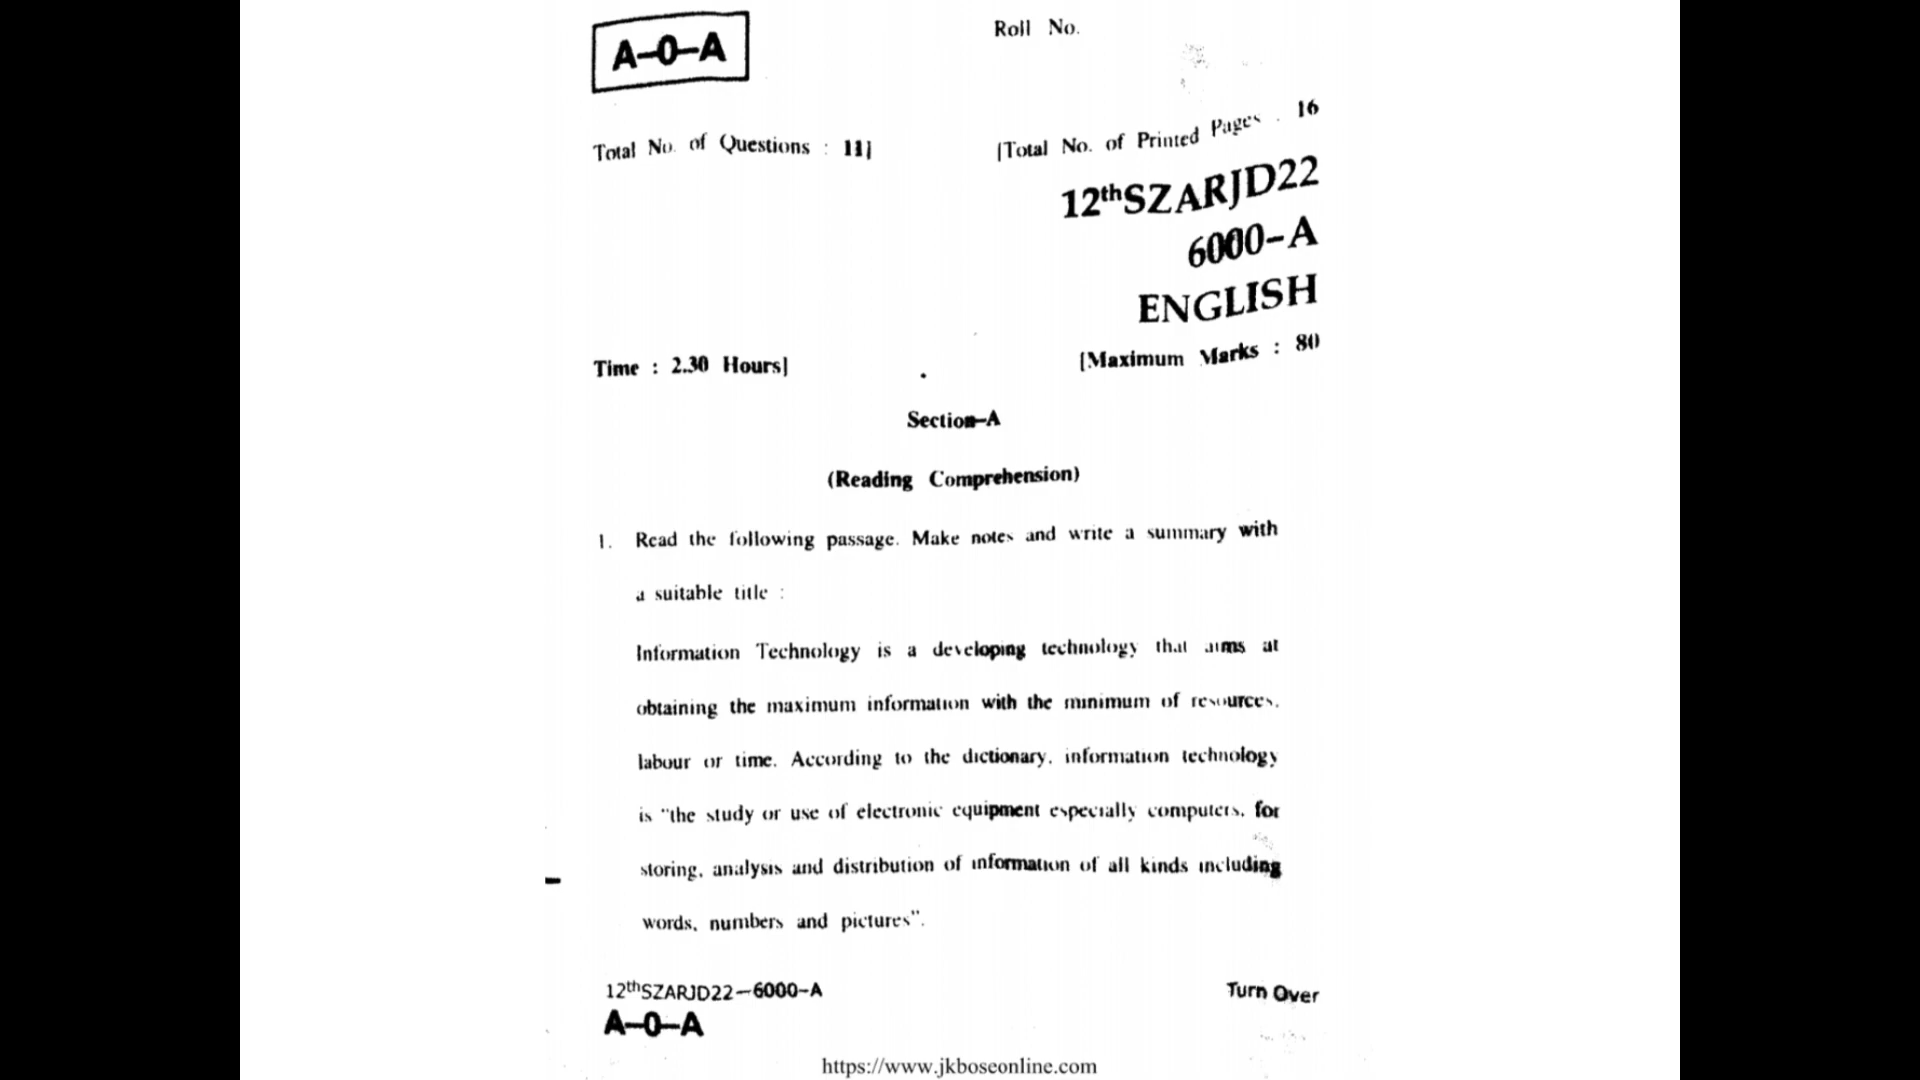 A–0–A
Roll No.
Total No. of Questions : 11]
[Total No. of Printed Pages : 16
12thSZARJD22
6000–A
ENGLISH
Time : 2.30 Hours]
[Maximum Marks : 80
Section–A
(Reading Comprehension)
1. Read the following passage. Make notes and write a summary with
a suitable title :
Information Technology is a developing technology that aims at
obtaining the maximum information with the minimum of resources,
labour or time. According to the dictionary, information technology
is "the study or use of electronic equipment especially computers, for
storing, analysis and distribution of information of all kinds including
words, numbers and pictures".
12thSZARJD22–6000–A
Turn Over
A–0–A
https://www.jkboseonline.com